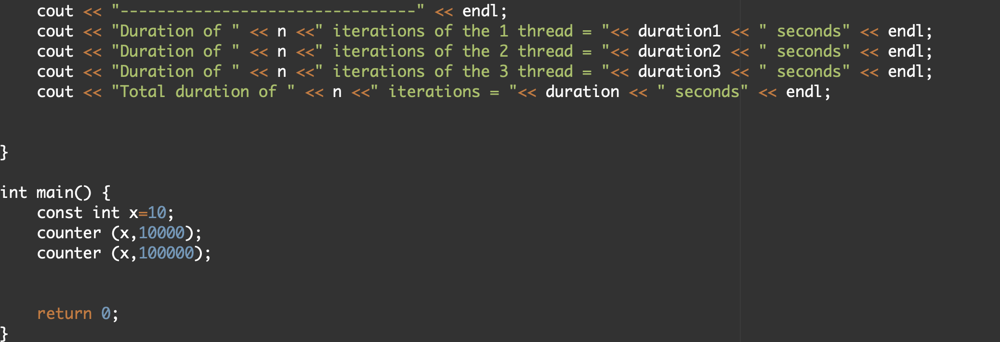 cout << "--------------------------------" << endl;
cout << "Duration of " << n <<" iterations of the 1 thread = "<< duration1 << " seconds" << endl;
cout << "Duration of " << n <<" iterations of the 2 thread = "<< duration2 << " seconds" << endl;
cout << "Duration of " << n <<" iterations of the 3 thread = "<< duration3 << " seconds" << endl;
cout << "Total duration of " << n <<" iterations = "<< duration << " seconds" << endl;
}
int main() {
const int x=10;
counter (x,10000);
counter (x,100000);
return 0;
}